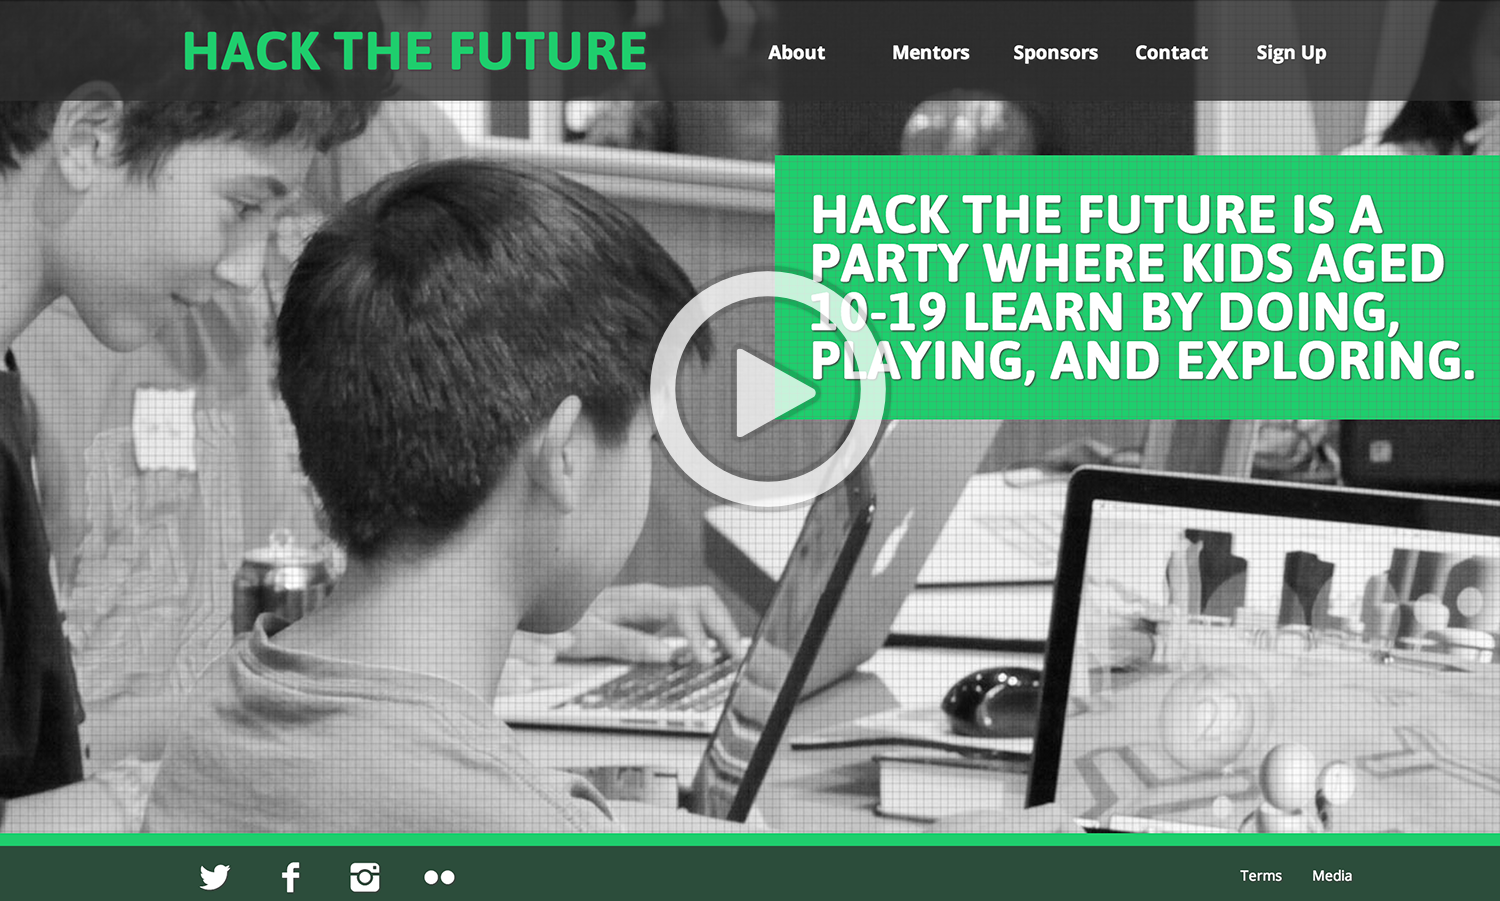 HACK THE FUTURE
About Mentors Sponsors Contact Sign Up
HACK THE FUTURE IS A
PARTY WHERE KIDS AGED
10-19 LEARN BY DOING,
PLAYING, AND EXPLORING.
2
Terms Media